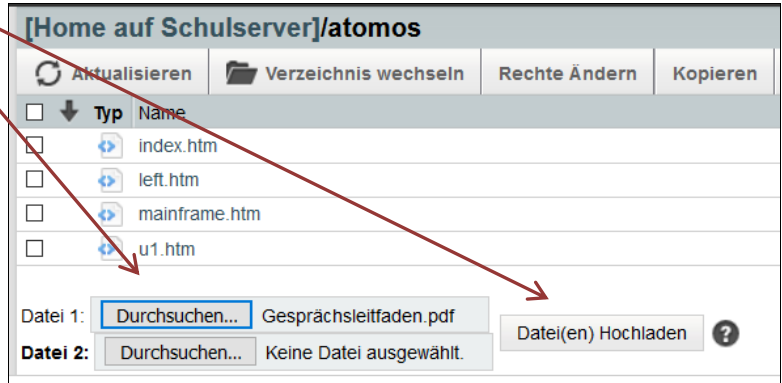 [Home auf Schulserver]/atomos
Aktualisieren Verzeichnis wechseln Rechte Ändern Kopieren
Typ Name
index.htm
left.htm
mainframe.htm
u1.htm
Datei 1: Durchsuchen... Gesprächsleitfaden.pdf
Datei(en) Hochladen ?
Datei 2: Durchsuchen... Keine Datei ausgewählt.